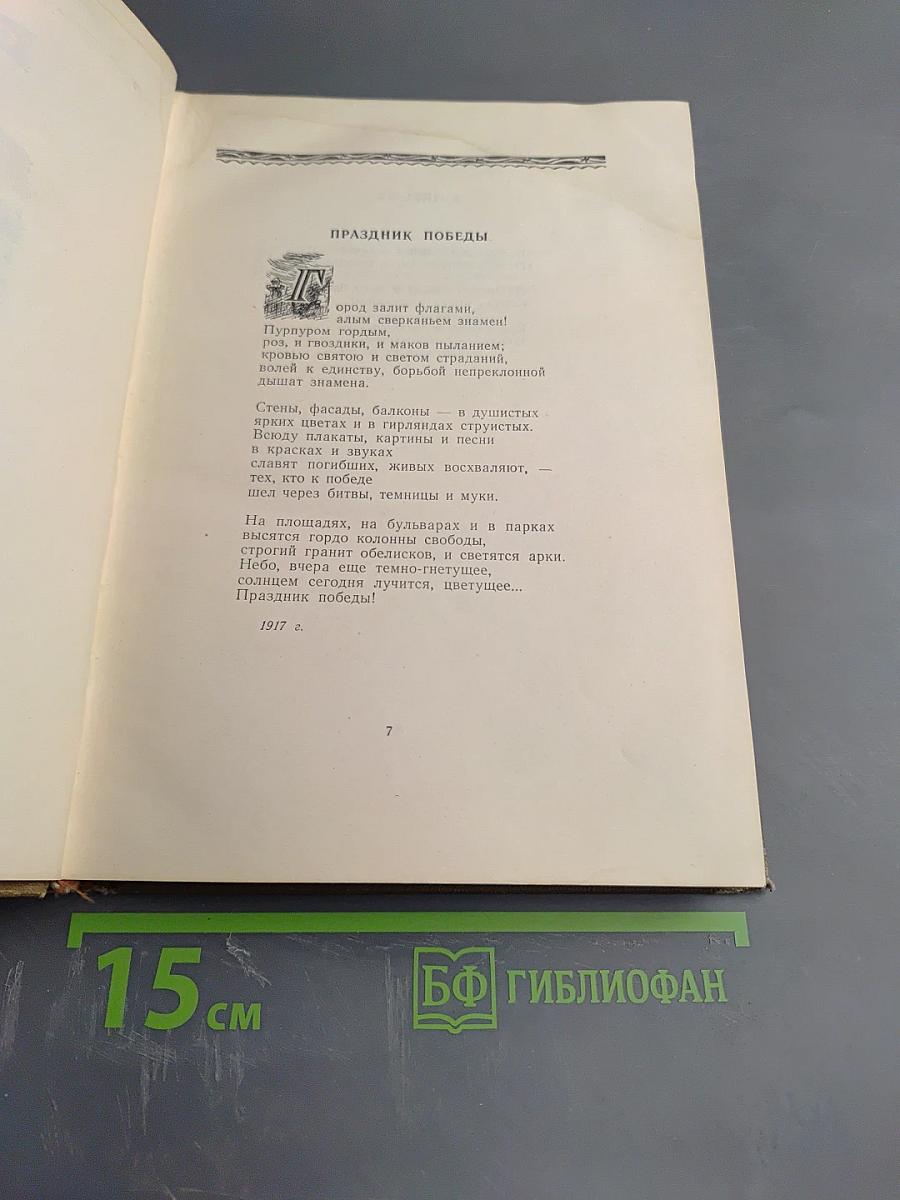 ПРАЗДНИК ПОБЕДЫ
Город залит флагами,
алым сверканьем знамен!
Пурпуром гордым,
роз, и гвоздики, и маков пыланием;
кровью святою и светом страданий,
волей к единству, борьбой непреклонной
дышат знамена.
Стены, фасады, балконы — в душистых
ярких цветах и в гирляндах струистых.
Всюду плакаты, картины и песни
в красках и звуках
славят погибших, живых восхваляют, —
тех, кто к победе
шел через битвы, темницы и муки.
На площадях, на бульварах и в парках
высятся гордо колонны свободы,
строгий гранит обелисков, и светятся арки.
Небо, вчера еще темно-гнетущее,
солнцем сегодня лучится, цветущее...
Праздник победы!
1917 г.
7
15 см
БФ ГИБЛИОФАН